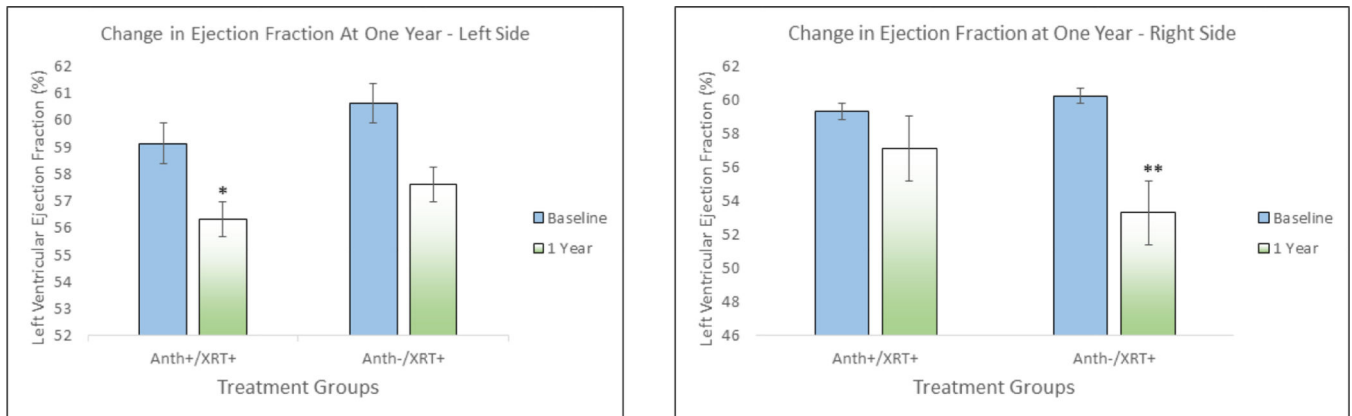 Change in Ejection Fraction At One Year - Left Side
Left Ventricular Ejection Fraction (%)
62
61
60
59
58
57
56
55
54
53
52
*
Baseline
1 Year
Anth+/XRT+
Anth-/XRT+
Treatment Groups
Change in Ejection Fraction at One Year - Right Side
Left Ventricular Ejection Fraction (%)
62
60
58
56
54
52
50
48
46
**
Baseline
1 Year
Anth+/XRT+
Anth-/XRT+
Treatment Groups